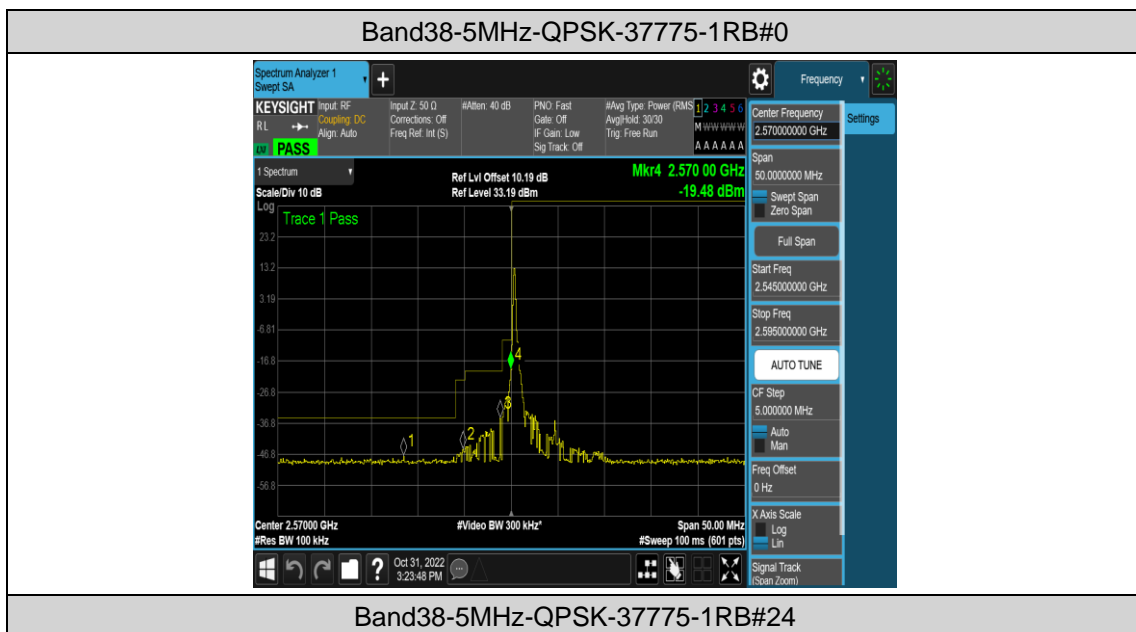 Band38-5MHz-QPSK-37775-1RB#0
Spectrum Analyzer 1
Swept SA
Frequency
KEYSIGHT
RL
LXI
PASS
Input: RF
Coupling: DC
Align: Auto
Input Z: 50 Ω
Corrections: Off
Freq Ref: Int (S)
#Atten: 40 dB
PNO: Fast
Gate: Off
IF Gain: Low
Sig Track: Off
#Avg Type: Power (RMS
Avg|Hold: 30/30
Trig: Free Run
1 2 3 4 5 6
M W W W W W
A A A A A A
1 Spectrum
Scale/Div 10 dB
Ref Lvl Offset 10.19 dB
Ref Level 33.19 dBm
Mkr4 2.570 00 GHz
-19.48 dBm
Log
Trace 1 Pass
23.2
13.2
3.19
-6.81
-16.8
-26.8
-36.8
-46.8
-56.8
1
2
3
4
Center 2.57000 GHz
#Res BW 100 kHz
#Video BW 300 kHz*
Span 50.00 MHz
#Sweep 100 ms (601 pts)
Center Frequency
2.570000000 GHz
Settings
Span
50.0000000 MHz
Swept Span
Zero Span
Full Span
Start Freq
2.545000000 GHz
Stop Freq
2.595000000 GHz
AUTO TUNE
CF Step
5.000000 MHz
Auto
Man
Freq Offset
0 Hz
X Axis Scale
Log
Lin
Signal Track
(Span Zoom)
?
Oct 31, 2022
3:23:48 PM
Band38-5MHz-QPSK-37775-1RB#24